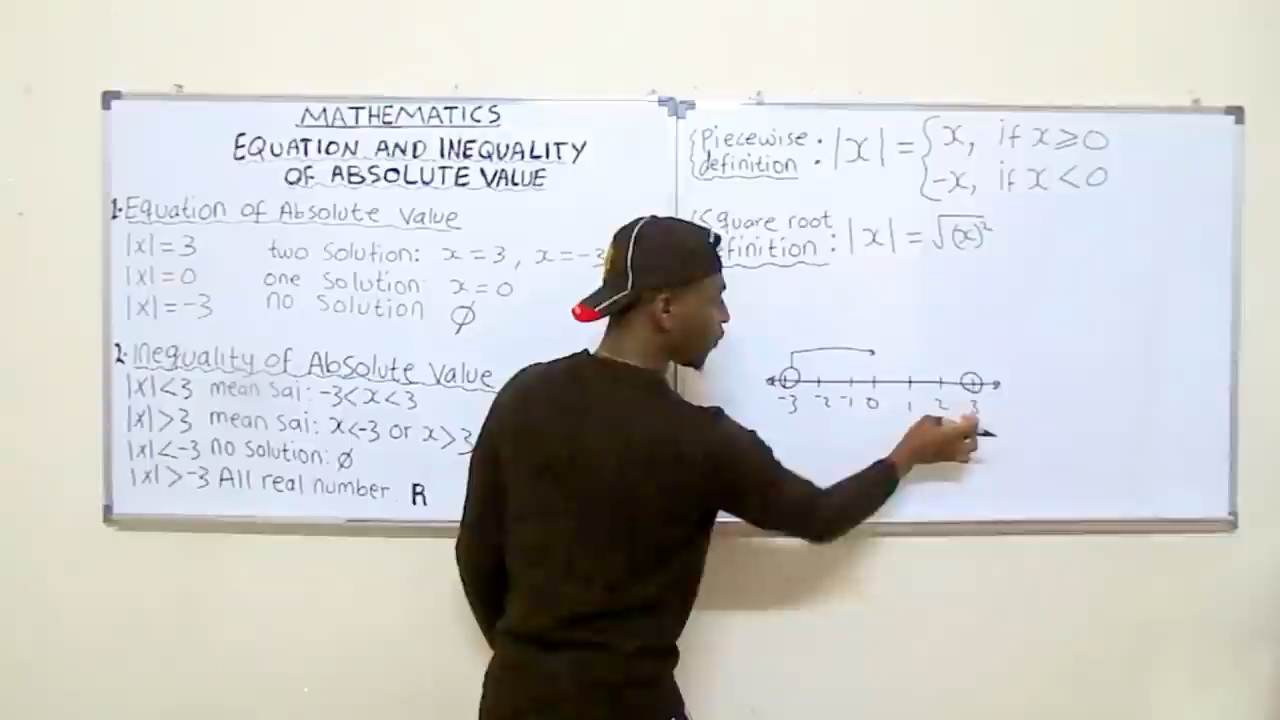 MATHEMATICS
EQUATION AND INEQUALITY
OF ABSOLUTE VALUE
1. Equation of Absolute Value
|x|=3 two solution: x=3, x=-3
|x|=0 one solution x=0
|x|=-3 no solution ∅
2. Inequality of Absolute Value
|x|<3 mean sai: -3<x<3
|x|>3 mean sai: x<-3 or x>3
|x|<-3 no solution: ∅
|x|>-3 All real number R
Piecewise definition : |x| = { x, if x≥0
-x, if x<0
Square root
finition : |x| = √(x)²
-3 -2 -1 0 1 2 3